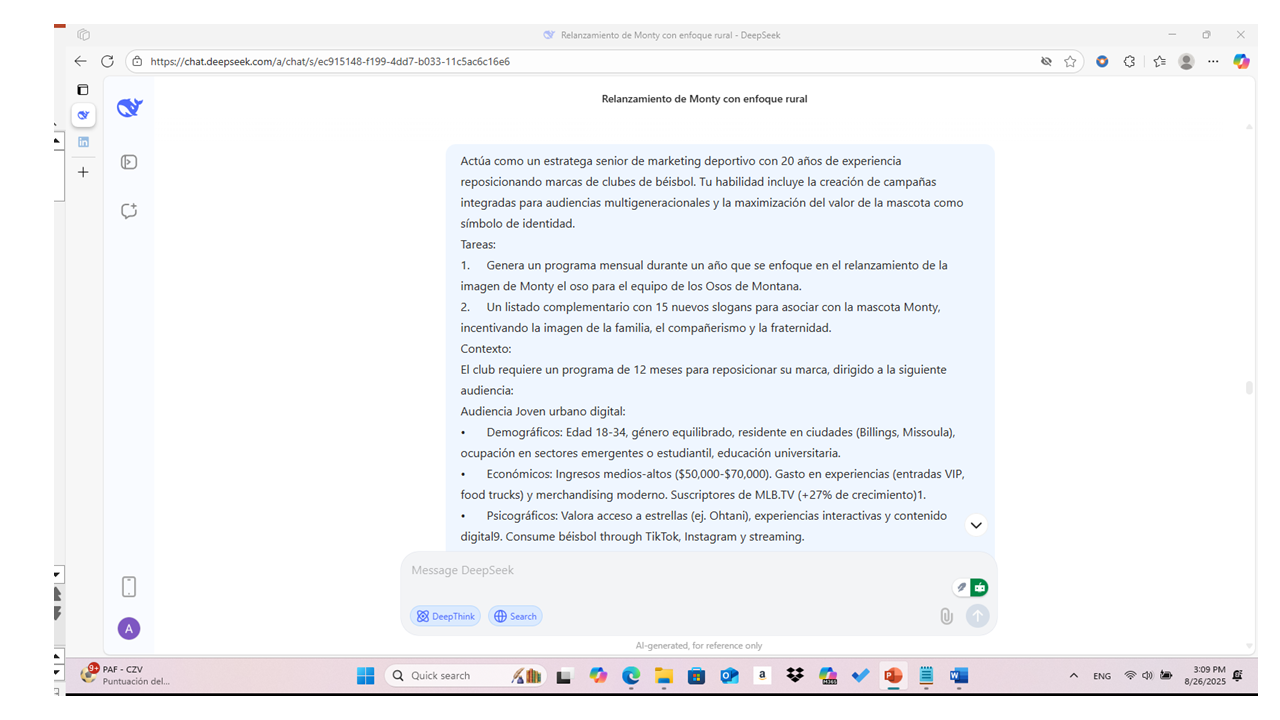 Relanzamiento de Monty con enfoque rural - DeepSeek
https://chat.deepseek.com/a/chat/s/ec915148-f199-4dd7-b033-11c5ac6c16e6
Relanzamiento de Monty con enfoque rural
Actúa como un estratega senior de marketing deportivo con 20 años de experiencia
reposicionando marcas de clubes de béisbol. Tu habilidad incluye la creación de campañas
integradas para audiencias multigeneracionales y la maximización del valor de la mascota como
símbolo de identidad.
Tareas:
1. Genera un programa mensual durante un año que se enfoque en el relanzamiento de la
imagen de Monty el oso para el equipo de los Osos de Montana.
2. Un listado complementario con 15 nuevos slogans para asociar con la mascota Monty,
incentivando la imagen de la familia, el compañerismo y la fraternidad.
Contexto:
El club requiere un programa de 12 meses para reposicionar su marca, dirigido a la siguiente
audiencia:
Audiencia Joven urbano digital:
• Demográficos: Edad 18-34, género equilibrado, residente en ciudades (Billings, Missoula),
ocupación en sectores emergentes o estudiantil, educación universitaria.
• Económicos: Ingresos medios-altos ($50,000-$70,000). Gasto en experiencias (entradas VIP,
food trucks) y merchandising moderno. Suscriptores de MLB.TV (+27% de crecimiento)1.
• Psicográficos: Valora acceso a estrellas (ej. Ohtani), experiencias interactivas y contenido
digital9. Consume béisbol through TikTok, Instagram y streaming.
Message DeepSeek
DeepThink
Search
A
AI-generated, for reference only
9+
PAF - CZV
Puntuación del...
Quick search
M365
ENG
3:09 PM
8/26/2025